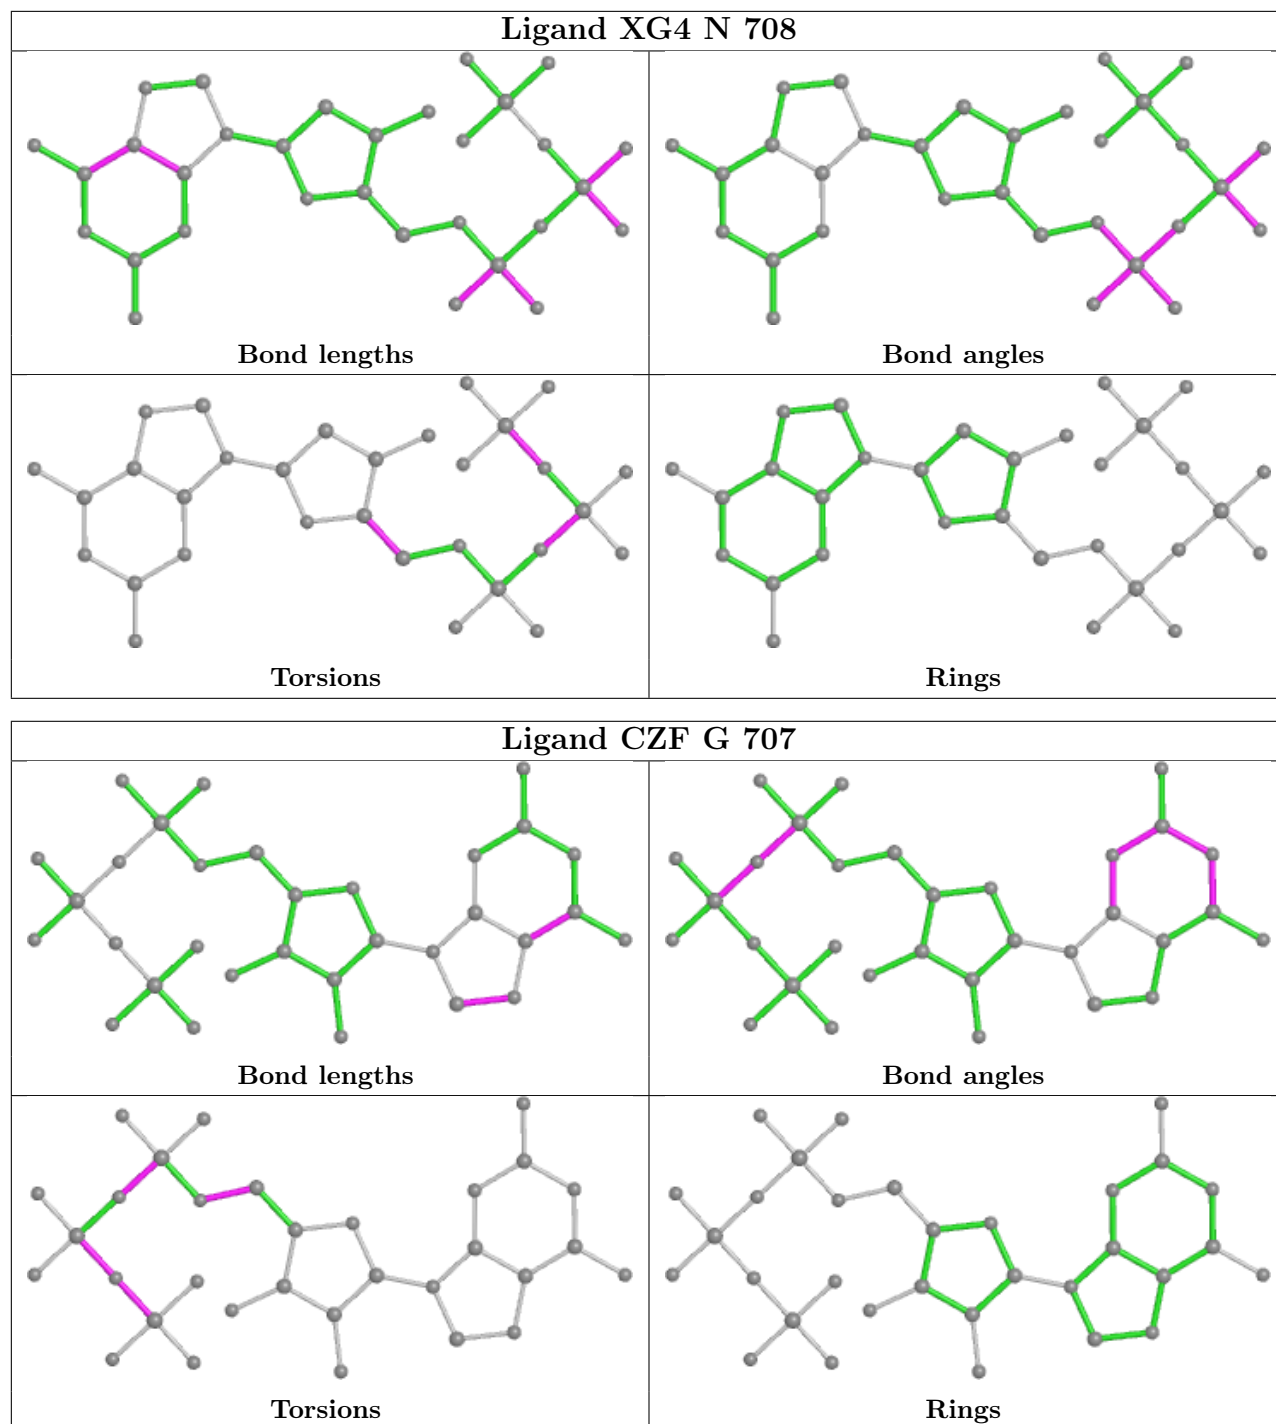 Ligand XG4 N 708
Bond lengths
Bond angles
Torsions
Rings
Ligand CZF G 707
Bond lengths
Bond angles
Torsions
Rings